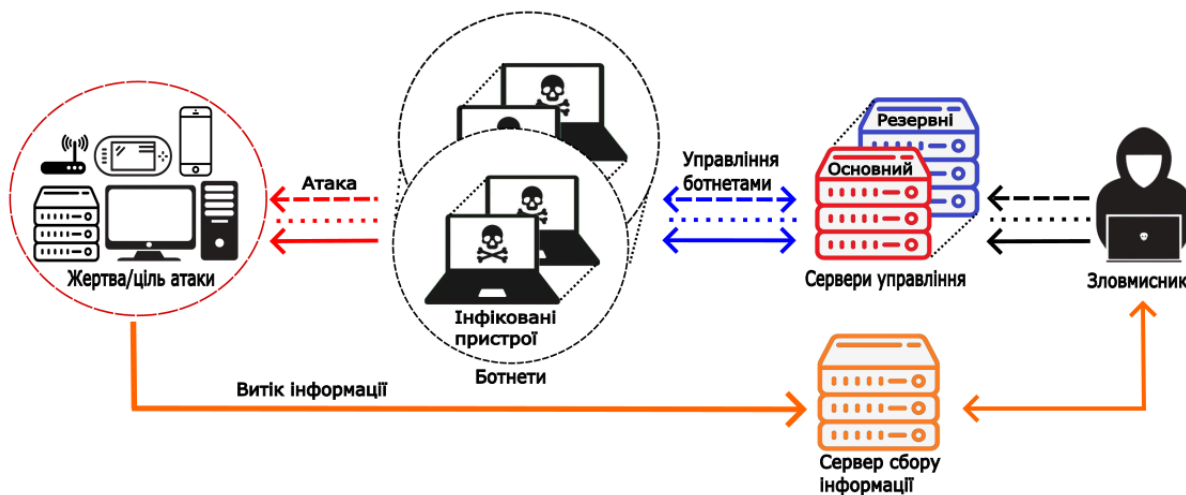 Атака
Жертва/ціль атаки
Інфіковані
пристрої
Ботнети
Управління
ботнетами
Резервні
Основний
Сервери управління
Зловмисник
Витік інформації
Сервер сбору
інформації